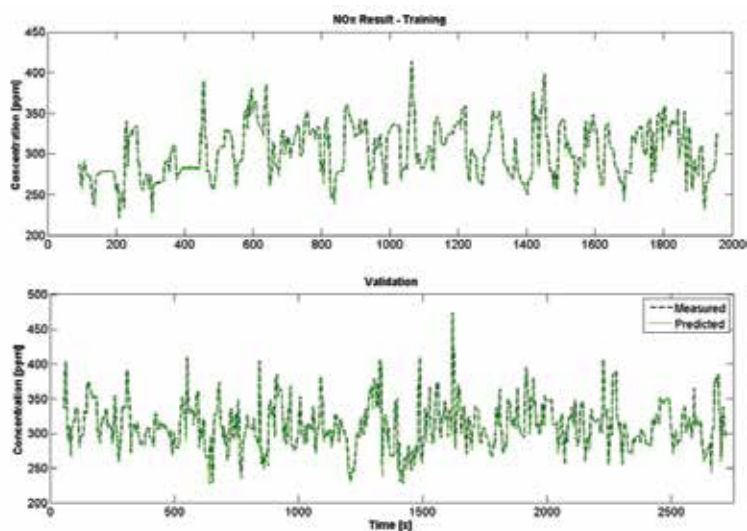 NOx Result - Training
450
400
350
300
250
200
Concentration [ppm]
0 200 400 600 800 1000 1200 1400 1600 1800 2000
Validation
500
450
400
350
300
250
200
Concentration [ppm]
Measured
Predicted
0 500 1000 1500 2000 2500
Time [s]